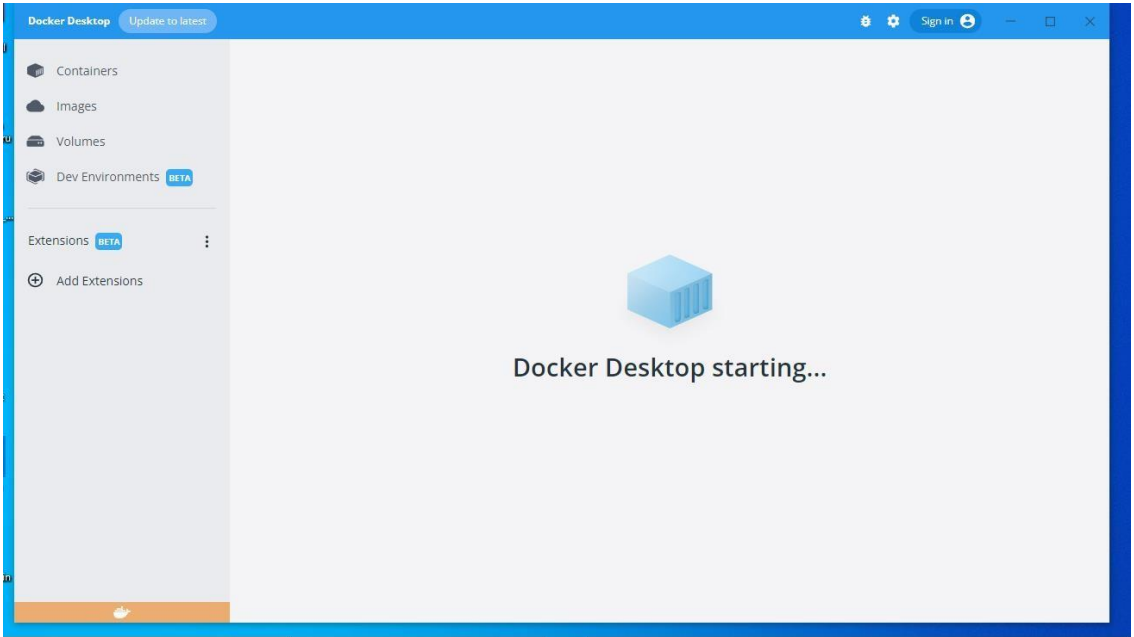 Docker Desktop Update to latest Sign in
Containers
Images
Volumes
Dev Environments BETA
Extensions BETA
Add Extensions
Docker Desktop starting...